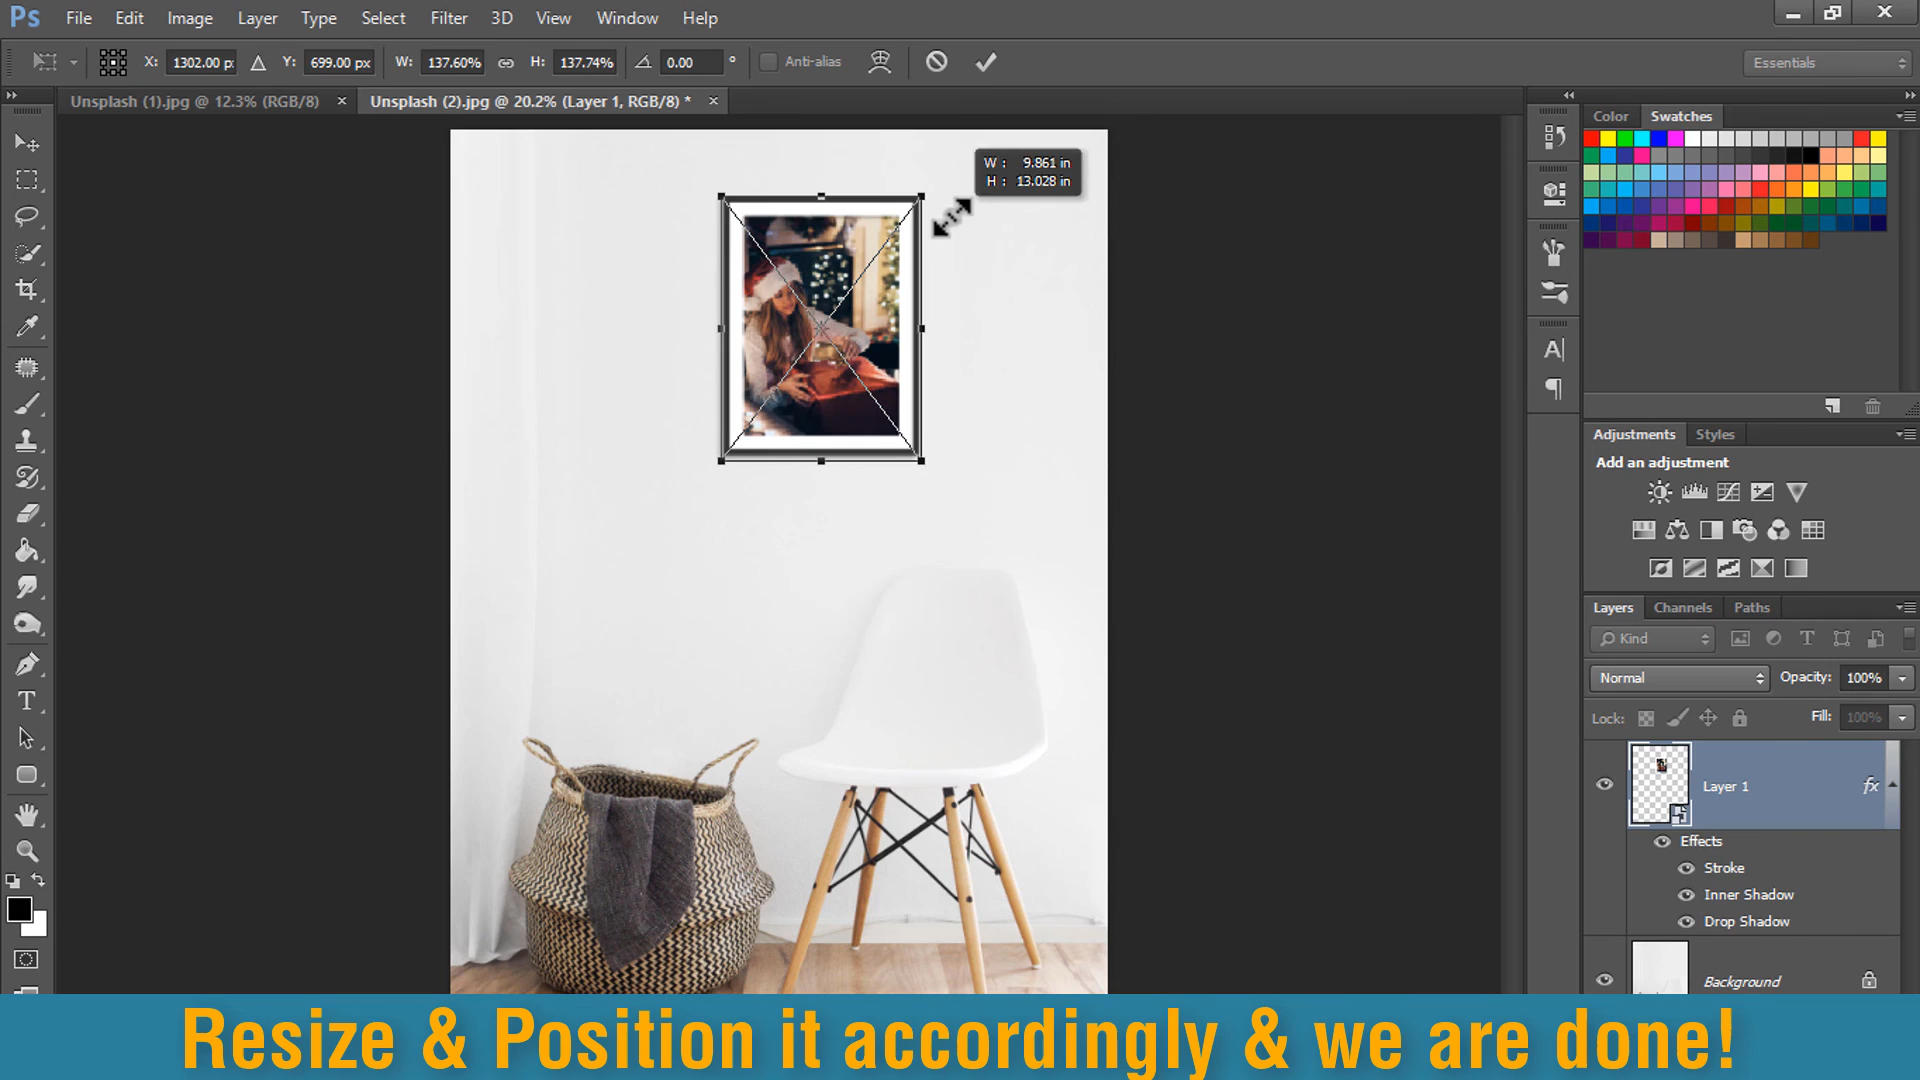 Ps File Edit Image Layer Type Select Filter 3D View Window Help
X: 1302.00 p Y: 699.00 px W: 137.60% H: 137.74% 0.00 ° Anti-alias Essentials
Unsplash (1).jpg @ 12.3% (RGB/8) × Unsplash (2).jpg @ 20.2% (Layer 1, RGB/8) * ×
Color Swatches
W : 9.861 in
H : 13.028 in
Adjustments Styles
Add an adjustment
Layers Channels Paths
Kind
Normal Opacity: 100%
Lock: Fill: 100%
Layer 1 fx
Effects
Stroke
Inner Shadow
Drop Shadow
Background
Resize & Position it accordingly & we are done!